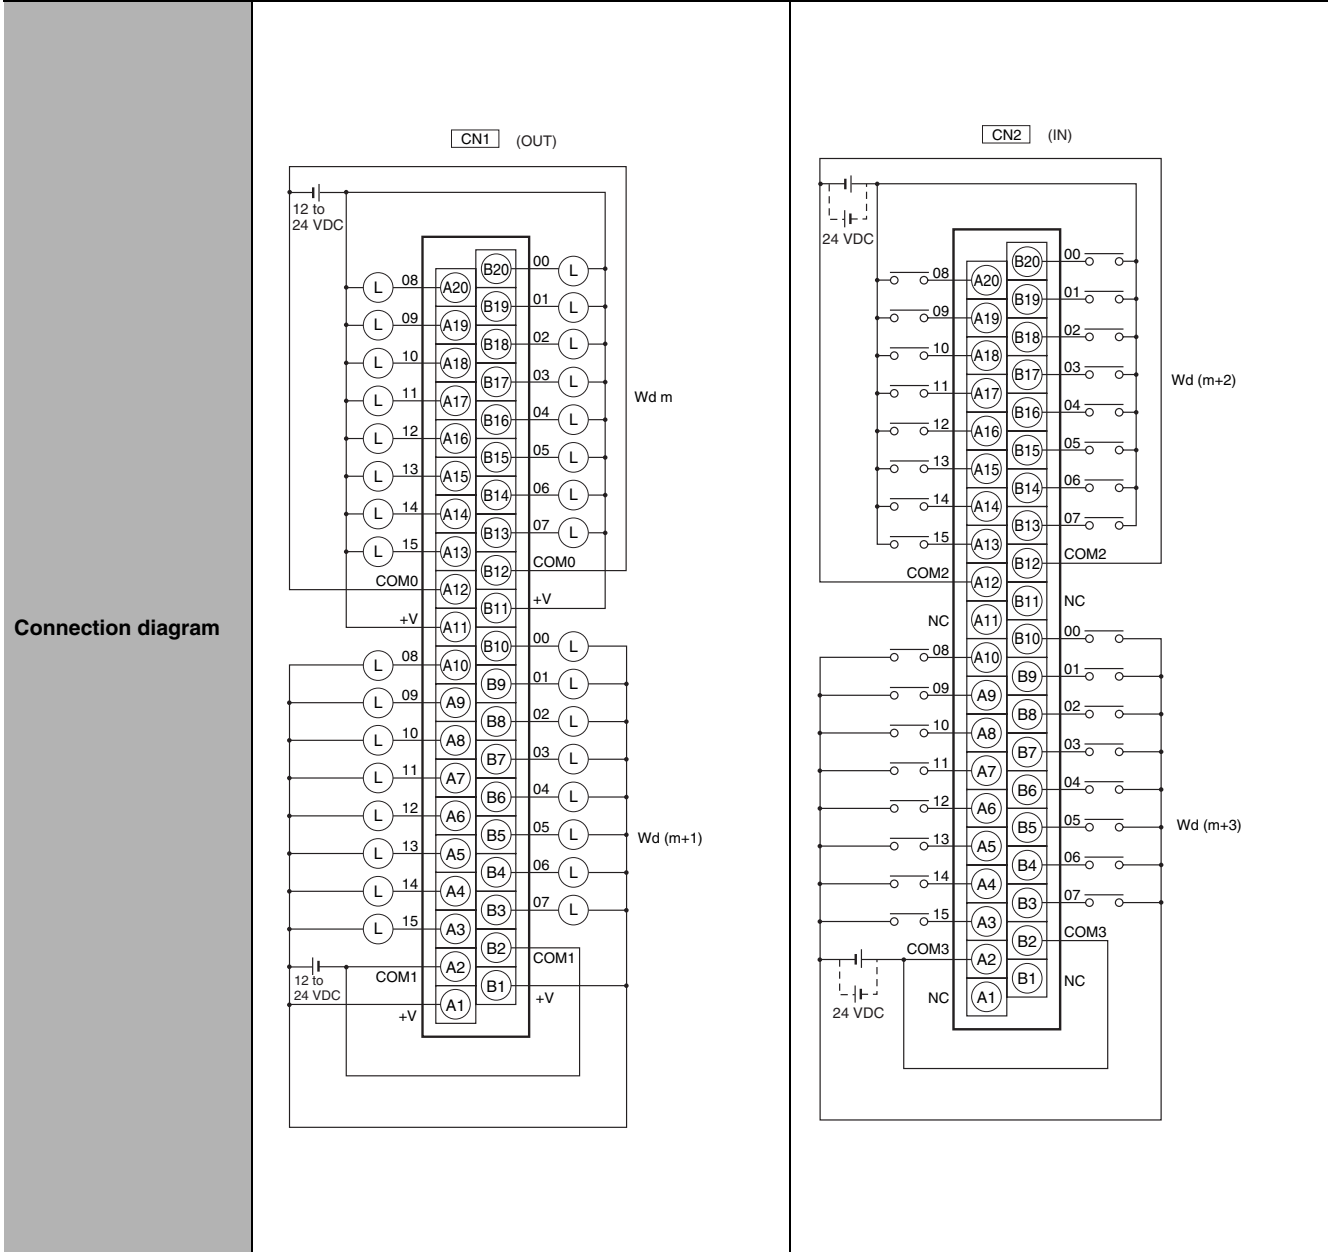 Connection diagram
CN1 (OUT)
12 to
24 VDC
B20 00 L
L 08 A20
B19 01 L
L 09 A19
B18 02 L
L 10 A18
B17 03 L
L 11 A17
Wd m
B16 04 L
L 12 A16
B15 05 L
L 13 A15
B14 06 L
L 14 A14
B13 07 L
L 15 A13
B12 COM0
COM0 A12
B11 +V
+V A11
B10 00 L
L 08 A10
B9 01 L
L 09 A9
B8 02 L
L 10 A8
B7 03 L
L 11 A7
B6 04 L
L 12 A6
B5 05 L
Wd (m+1)
L 13 A5
B4 06 L
L 14 A4
B3 07 L
L 15 A3
B2 COM1
12 to
24 VDC
COM1 A2
B1 +V
+V A1
CN2 (IN)
24 VDC
B20 00
08 A20
B19 01
09 A19
B18 02
10 A18
B17 03
Wd (m+2)
11 A17
B16 04
12 A16
B15 05
13 A15
B14 06
14 A14
B13 07
15 A13
B12 COM2
COM2 A12
B11 NC
NC A11
B10 00
08 A10
B9 01
09 A9
B8 02
10 A8
B7 03
11 A7
B6 04
12 A6
B5 05
Wd (m+3)
13 A5
B4 06
14 A4
B3 07
15 A3
B2 COM3
COM3 A2
B1 NC
NC A1
24 VDC